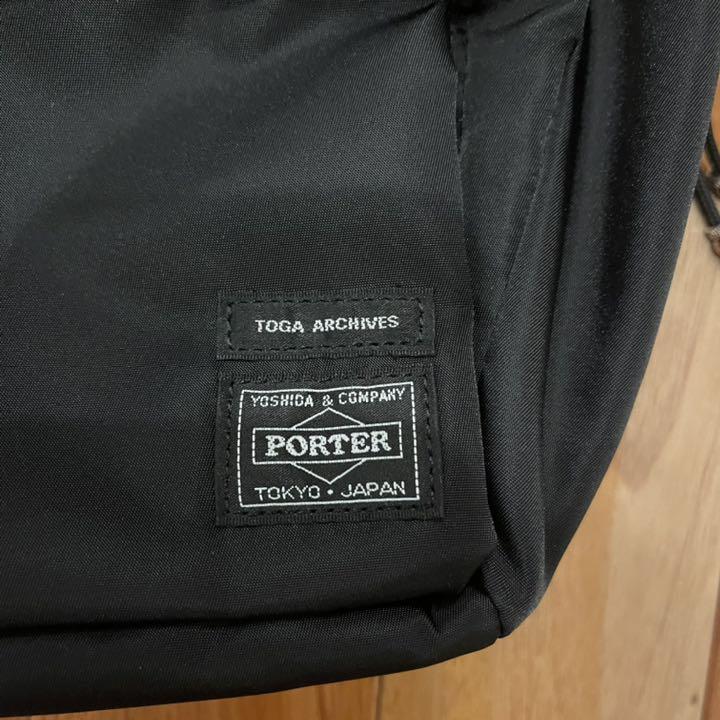 TOGA ARCHIVES
YOSHIDA & COMPANY
PORTER
TOKYO・JAPAN